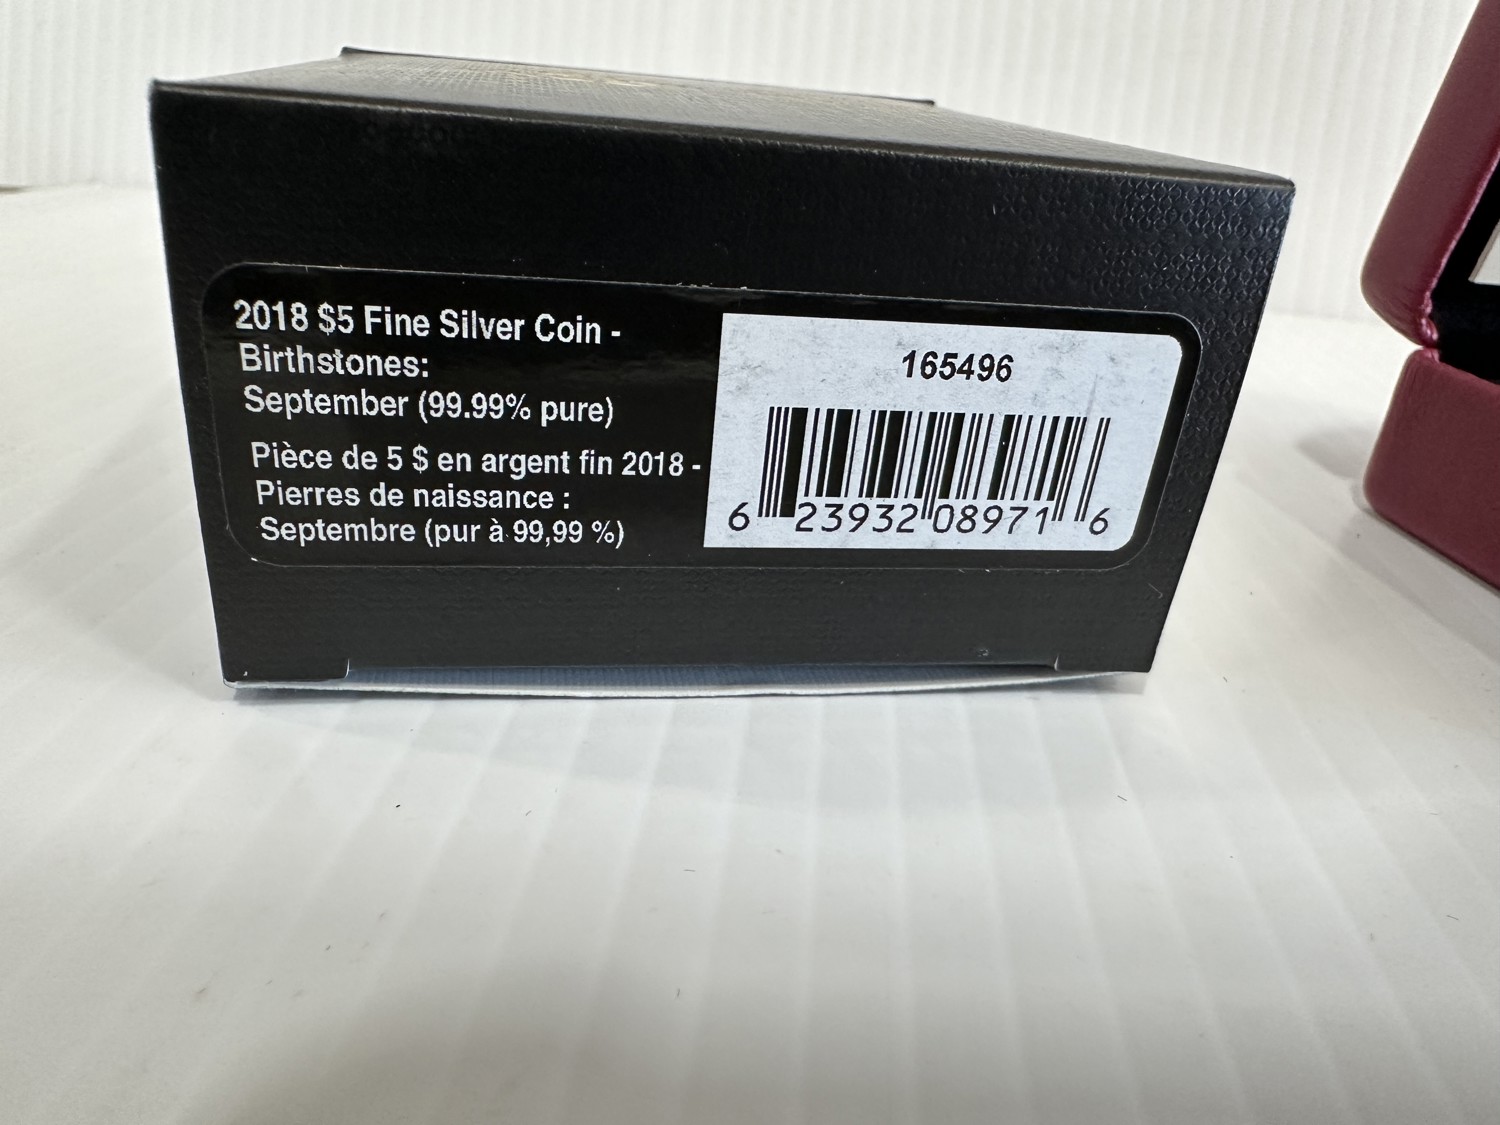 2018 $5 Fine Silver Coin -
Birthstones:
September (99.99% pure)
Pièce de 5 $ en argent fin 2018 -
Pierres de naissance :
Septembre (pur à 99,99 %)
165496
6 23932 08971 6